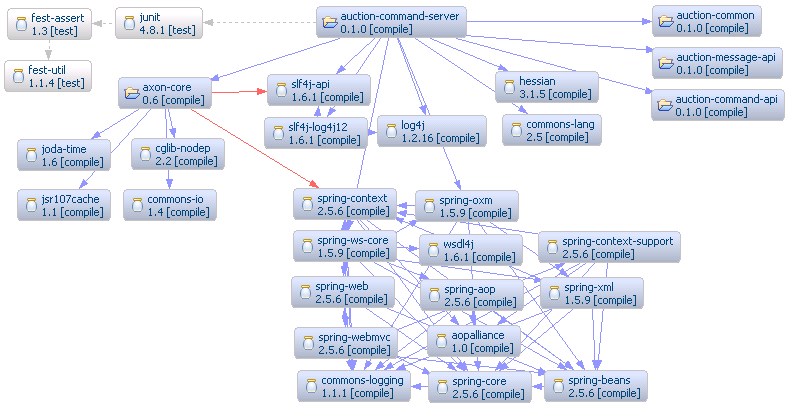 fest-assert
1.3 [test]
junit
4.8.1 [test]
auction-command-server
0.1.0 [compile]
auction-common
0.1.0 [compile]
fest-util
1.1.4 [test]
auction-message-api
0.1.0 [compile]
axon-core
0.6 [compile]
slf4j-api
1.6.1 [compile]
hessian
3.1.5 [compile]
auction-command-api
0.1.0 [compile]
slf4j-log4j12
1.6.1 [compile]
log4j
1.2.16 [compile]
commons-lang
2.5 [compile]
joda-time
1.6 [compile]
cglib-nodep
2.2 [compile]
jsr107cache
1.1 [compile]
commons-io
1.4 [compile]
spring-context
2.5.6 [compile]
spring-oxm
1.5.9 [compile]
spring-ws-core
1.5.9 [compile]
wsdl4j
1.6.1 [compile]
spring-context-support
2.5.6 [compile]
spring-web
2.5.6 [compile]
spring-aop
2.5.6 [compile]
spring-xml
1.5.9 [compile]
spring-webmvc
2.5.6 [compile]
aopalliance
1.0 [compile]
commons-logging
1.1.1 [compile]
spring-core
2.5.6 [compile]
spring-beans
2.5.6 [compile]